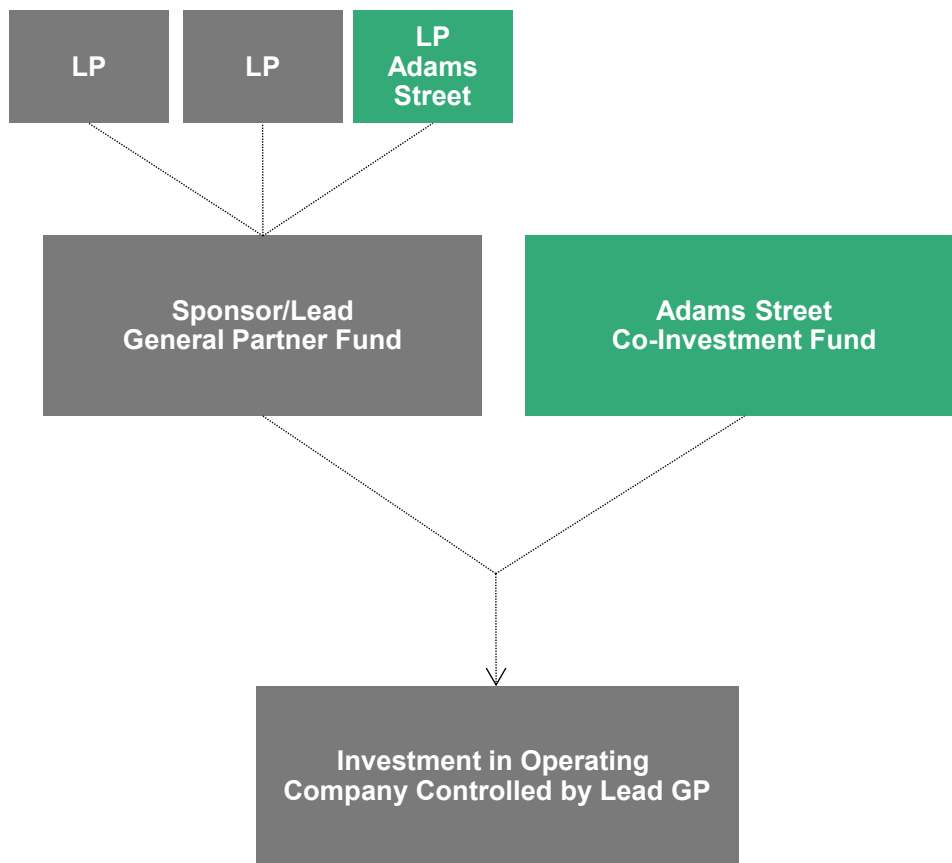 LP
LP
LP
Adams
Street
Sponsor/Lead
General Partner Fund
Adams Street
Co-Investment Fund
Investment in Operating
Company Controlled by Lead GP